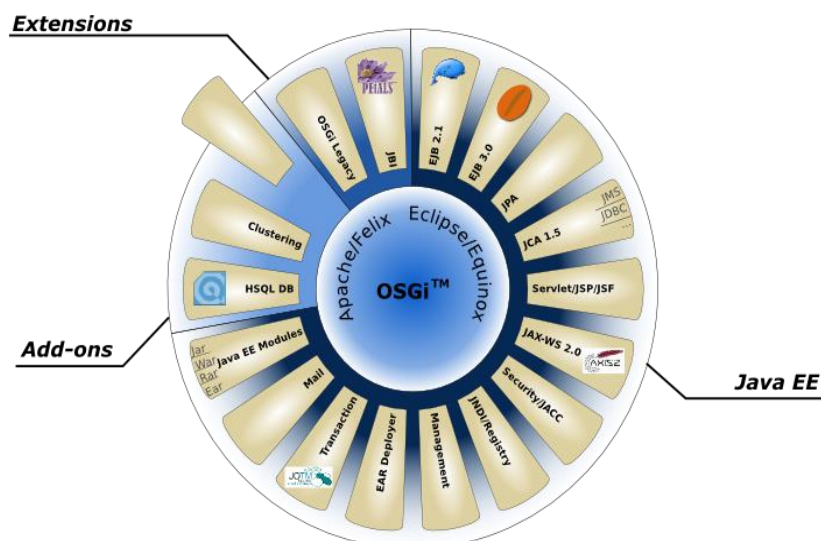 Extensions
OSGi Legacy
PETALS
JBI
EJB 2.1
EJB 3.0
JPA
JCA 1.5
JMS
JDBC
...
Servlet/JSP/JSF
JAX-WS 2.0
AXIS2
Security/JACC
JNDI/Registry
Management
EAR Deployer
Transaction
JOTM
Mail
Java EE Modules
Jar
War
Rar
Ear
HSQL DB
Clustering
Apache/Felix
Eclipse/Equinox
OSGi™
Add-ons
Java EE